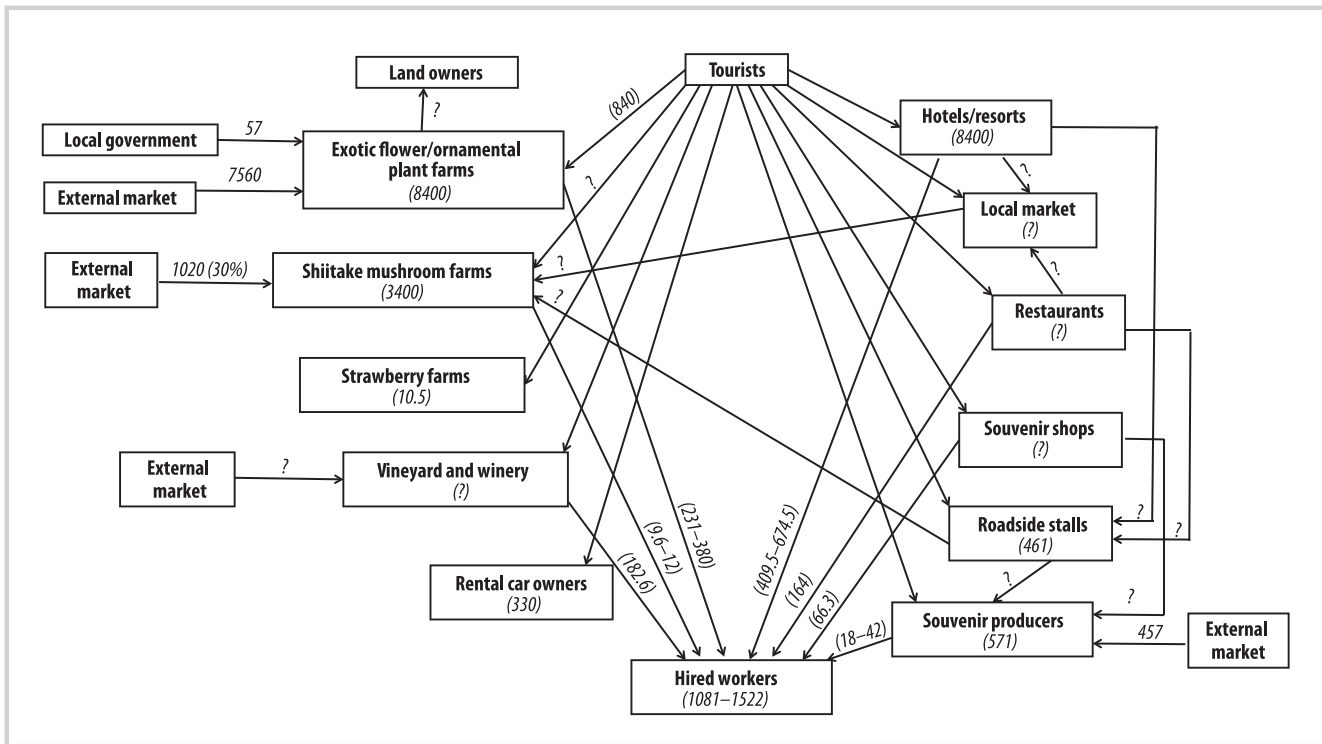 Tourists
Land owners
?
(840)
Hotels/resorts
(8400)
Local government
57
Exotic flower/ornamental
plant farms
(8400)
External market
7560
?
?
Local market
(?)
External
market
1020 (30%)
Shiitake mushroom farms
(3400)
?
?
?
Restaurants
(?)
Strawberry farms
(10.5)
Souvenir shops
(?)
External
market
?
Vineyard and winery
(?)
Roadside stalls
(461)
?
?
Rental car owners
(330)
(182.6)
(9.6–12)
(231–380)
(409.5–674.5)
(164)
(66.3)
?
?
Souvenir producers
(571)
457
External
market
(18–42)
Hired workers
(1081–1522)